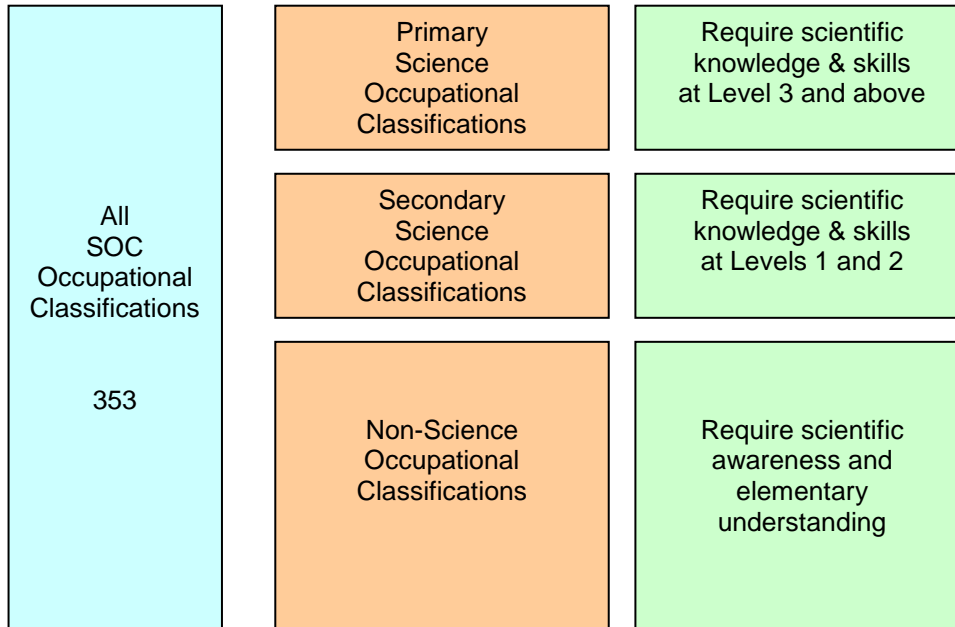 All
SOC
Occupational
Classifications
353
Primary
Science
Occupational
Classifications
Require scientific
knowledge & skills
at Level 3 and above
Secondary
Science
Occupational
Classifications
Require scientific
knowledge & skills
at Levels 1 and 2
Non-Science
Occupational
Classifications
Require scientific
awareness and
elementary
understanding